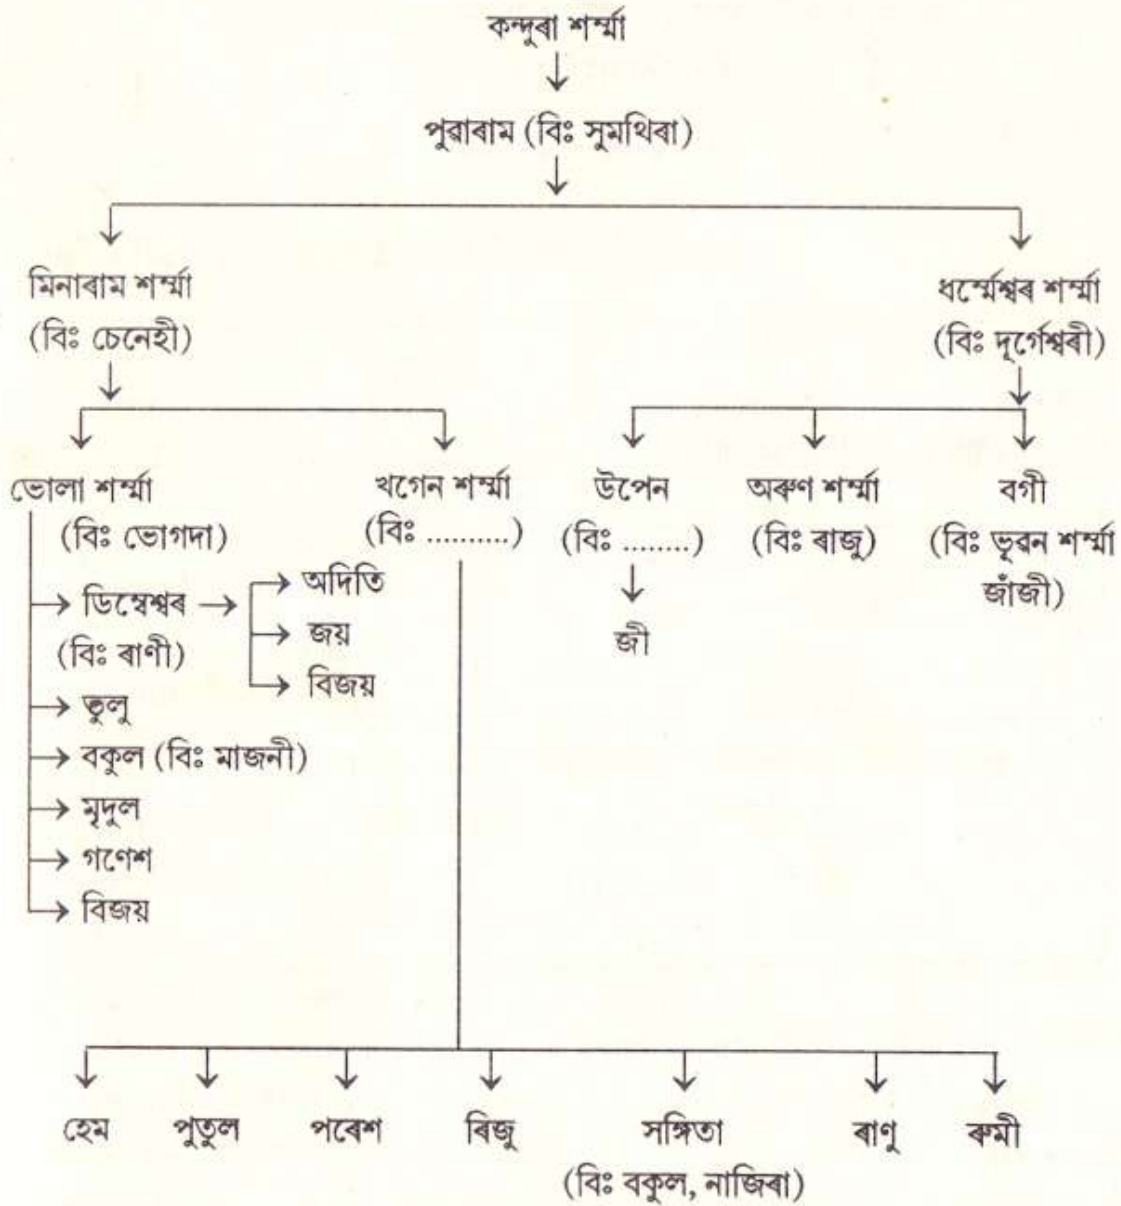 কন্দুৰা শৰ্ম্মা
পুৱাৰাম (বিঃ সুমথিৰা)
মিনাৰাম শৰ্ম্মা
(বিঃ চেনেহী)
ধৰ্ম্মেশ্বৰ শৰ্ম্মা
(বিঃ দূৰ্গেশ্বৰী)
ভোলা শৰ্ম্মা
(বিঃ ভোগদা)
খগেন শৰ্ম্মা
(বিঃ ..........)
উপেন
(বিঃ ........)
জী
অৰুণ শৰ্ম্মা
(বিঃ ৰাজু)
বগী
(বিঃ ভূৱন শৰ্ম্মা
জাঁজী)
ডিম্বেশ্বৰ
(বিঃ ৰাণী)
অদিতি
জয়
বিজয়
তুলু
বকুল (বিঃ মাজনী)
মৃদুল
গণেশ
বিজয়
হেম
পুতুল
পৰেশ
ৰিজু
সঙ্গিতা
(বিঃ বকুল, নাজিৰা)
ৰাণু
ৰুমী